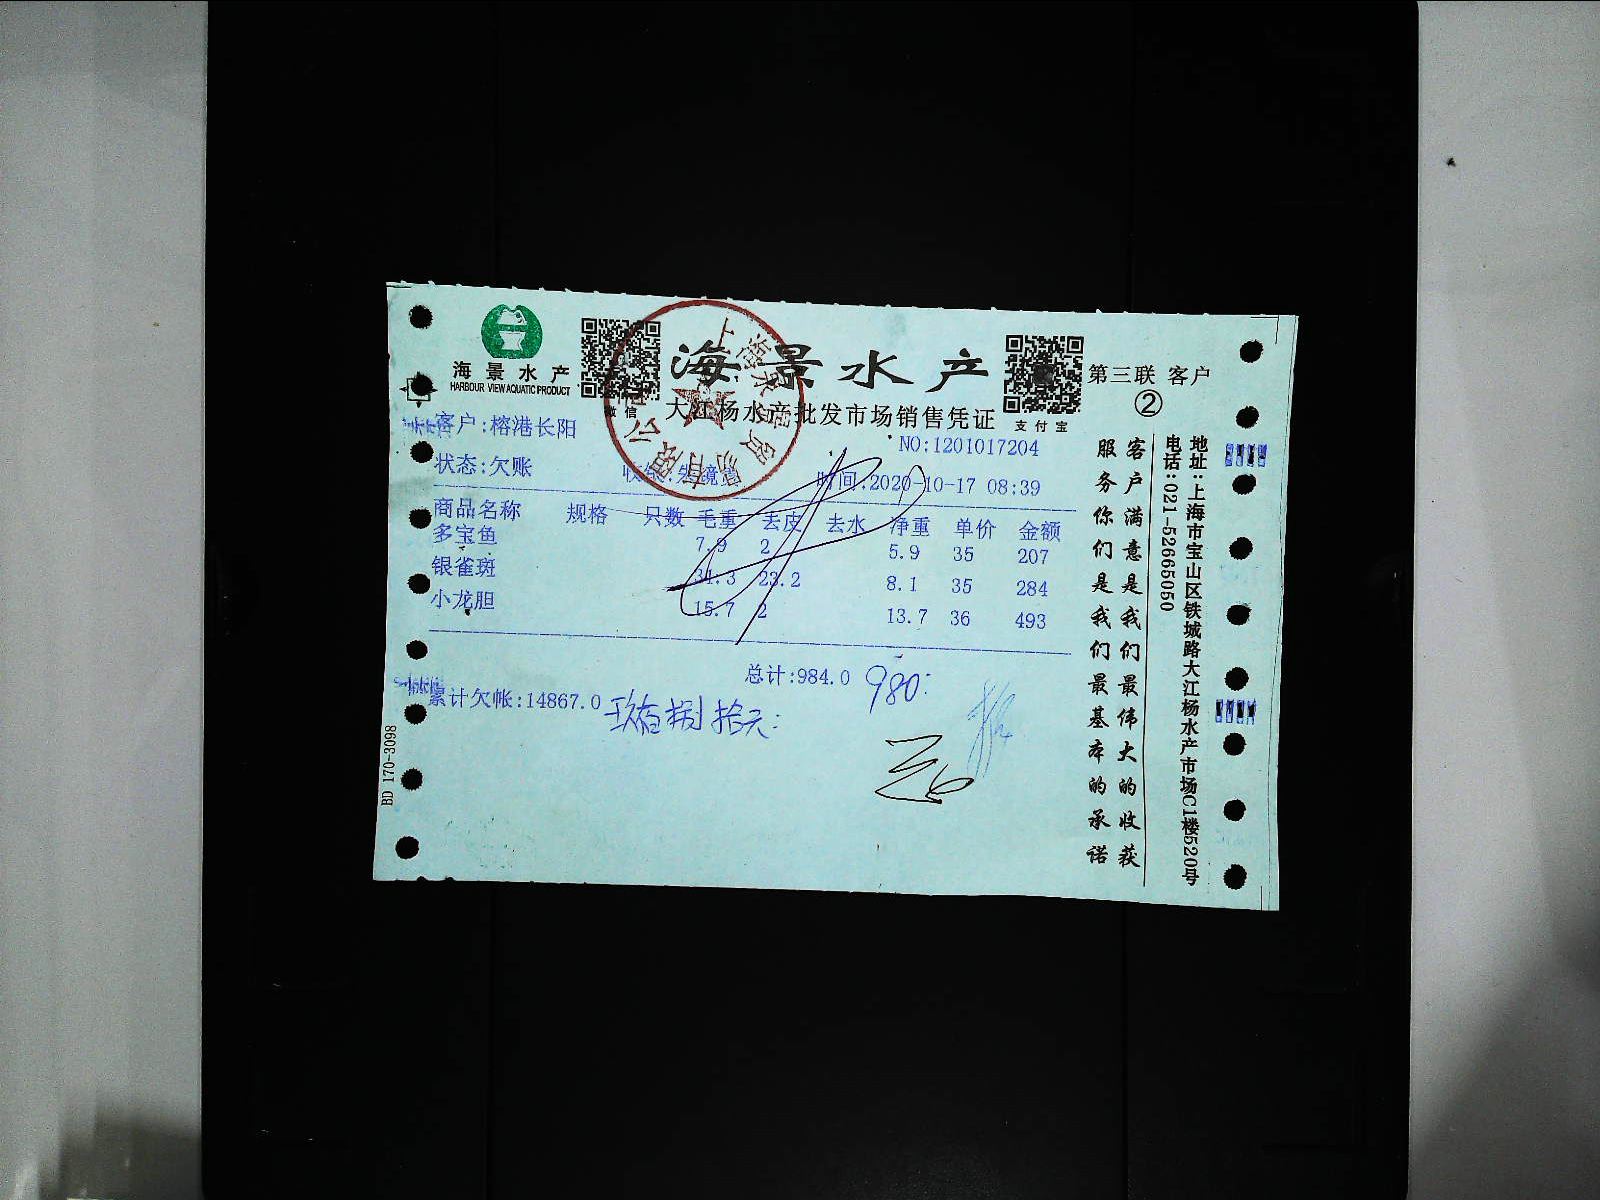 海景水产
HARBOUR VIEW AQUATIC PRODUCT
微信
海景水产
支付宝
第三联 客户
②
大江杨水产批发市场销售凭证
NO:1201017204
客户:榕港长阳
状态:欠账
时间:2020-10-17 08:39
商品名称 规格 只数 毛重 去皮 去水 净重 单价 金额
多宝鱼 7.9 2 5.9 35 207
银雀斑 31.3 23.2 8.1 35 284
小龙胆 15.7 2 13.7 36 493
总计:984.0 980
累计欠帐:14867.0 玖佰捌拾元
BD 170-3098
客户满意是我们最伟大的收获
服务你们是我们最基本的承诺
地址:上海市宝山区铁城路大江杨水产市场C1楼520号
电话:021-52665050